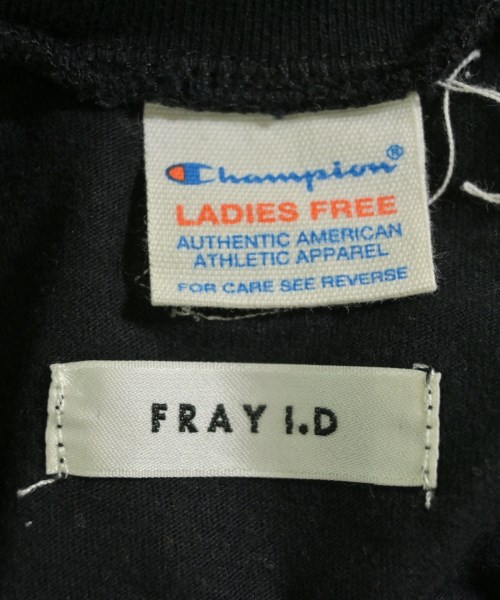 Champion®
LADIES FREE
AUTHENTIC AMERICAN
ATHLETIC APPAREL
FOR CARE SEE REVERSE
FRAY I.D